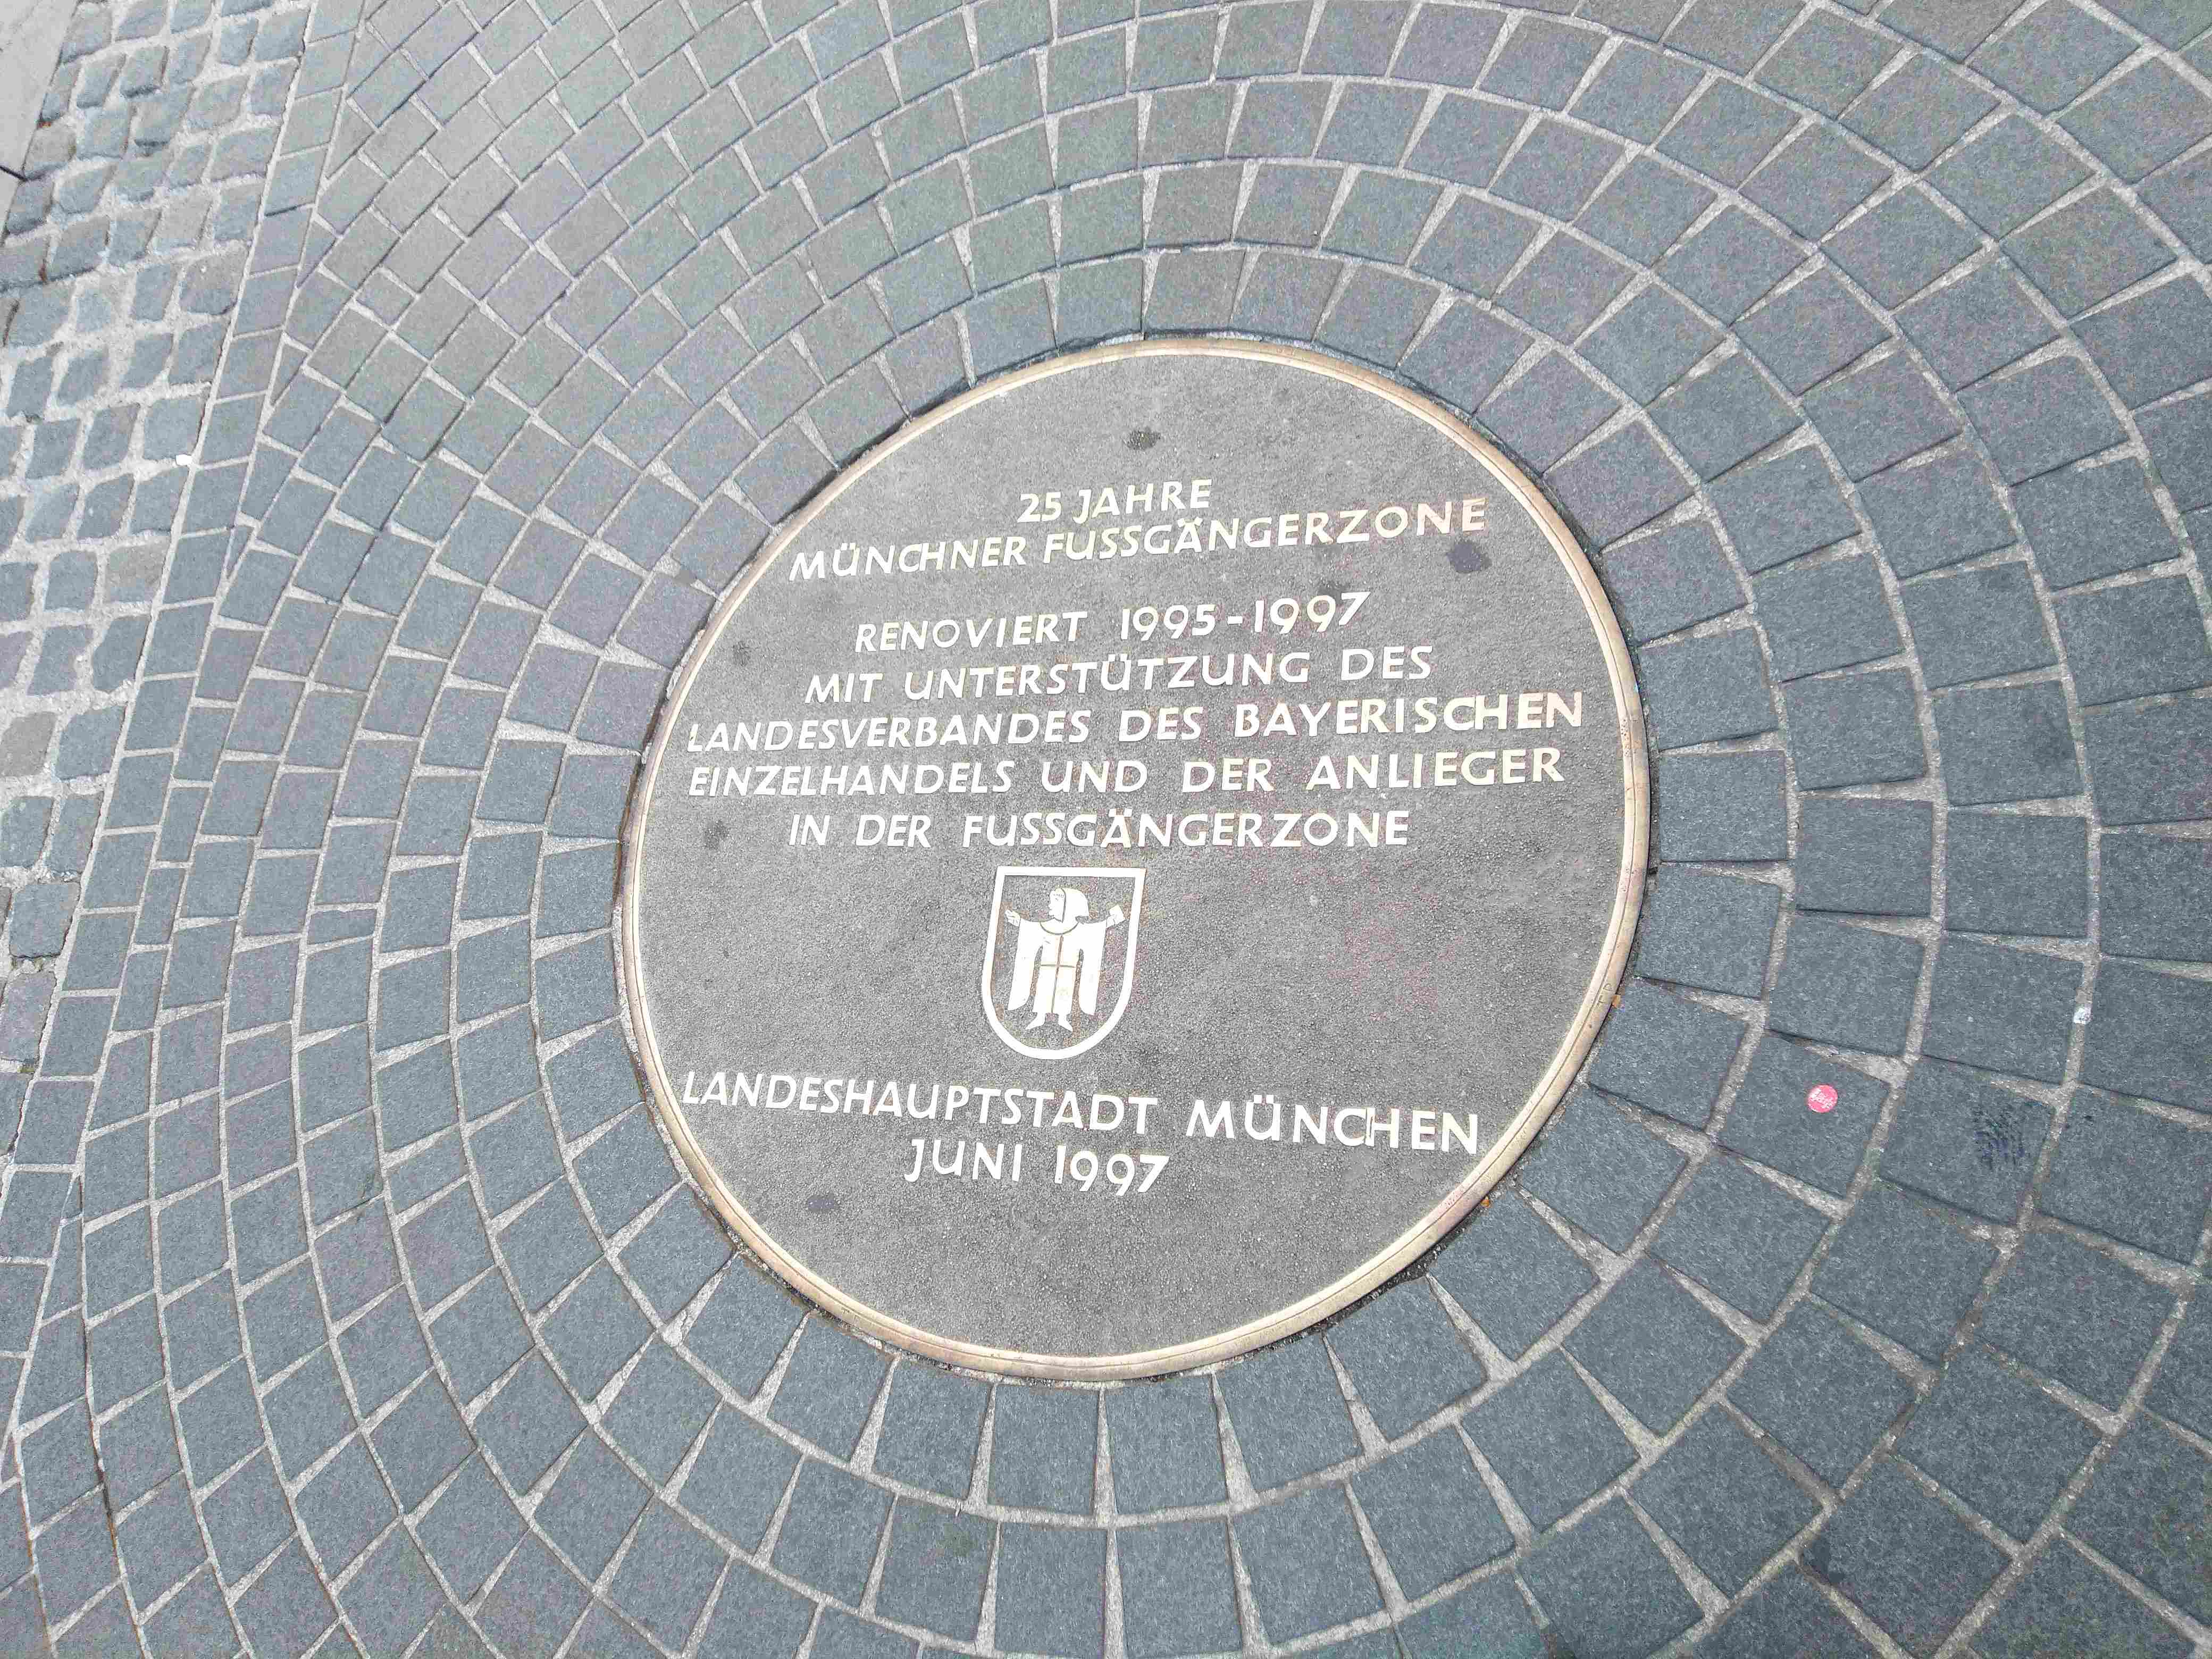 25 JAHRE
MÜNCHNER FUSSGÄNGERZONE
RENOVIERT 1995-1997
MIT UNTERSTÜTZUNG DES
LANDESVERBANDES DES BAYERISCHEN
EINZELHANDELS UND DER ANLIEGER
IN DER FUSSGÄNGERZONE
LANDESHAUPTSTADT MÜNCHEN
JUNI 1997